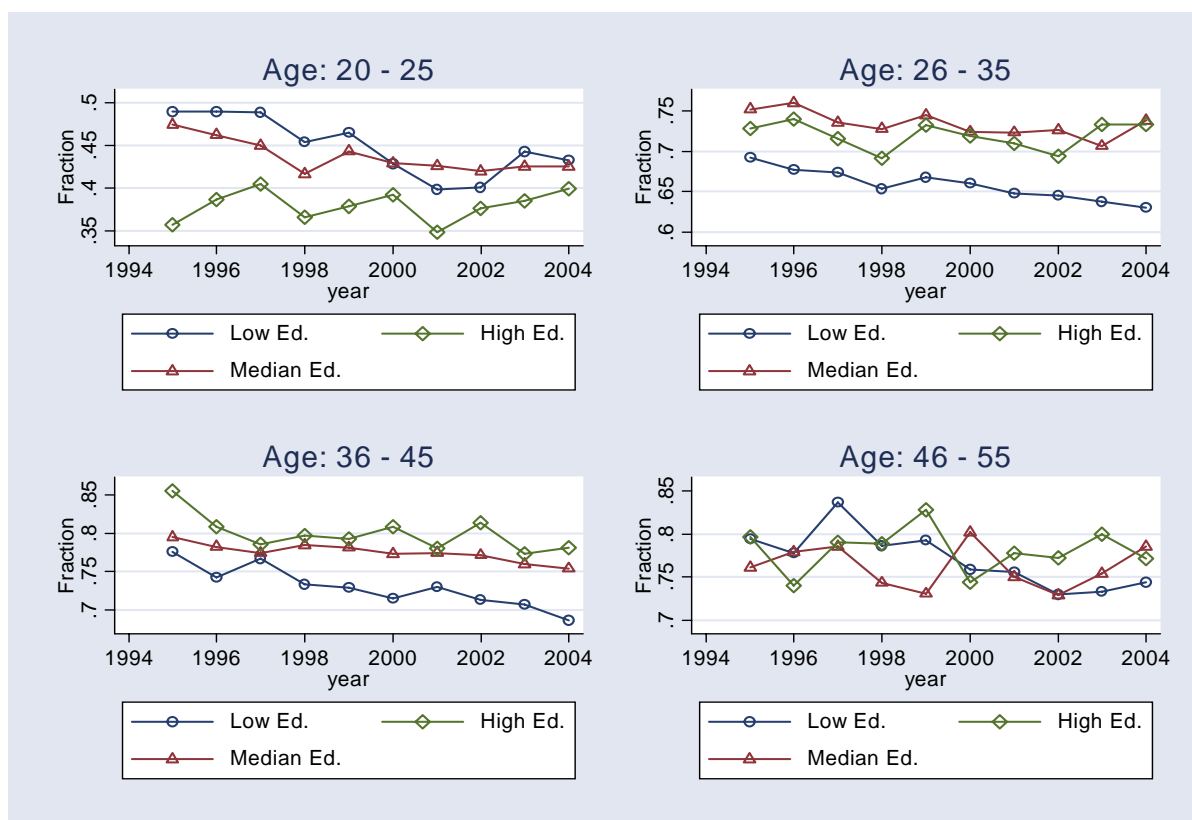 Age: 20 - 25
.5
.45
.4
.35
Fraction
1994 1996 1998 2000 2002 2004
year
Low Ed. High Ed.
Median Ed.
Age: 26 - 35
.75
.7
.65
.6
Fraction
1994 1996 1998 2000 2002 2004
year
Low Ed. High Ed.
Median Ed.
Age: 36 - 45
.85
.8
.75
.7
Fraction
1994 1996 1998 2000 2002 2004
year
Low Ed. High Ed.
Median Ed.
Age: 46 - 55
.85
.8
.75
.7
Fraction
1994 1996 1998 2000 2002 2004
year
Low Ed. High Ed.
Median Ed.